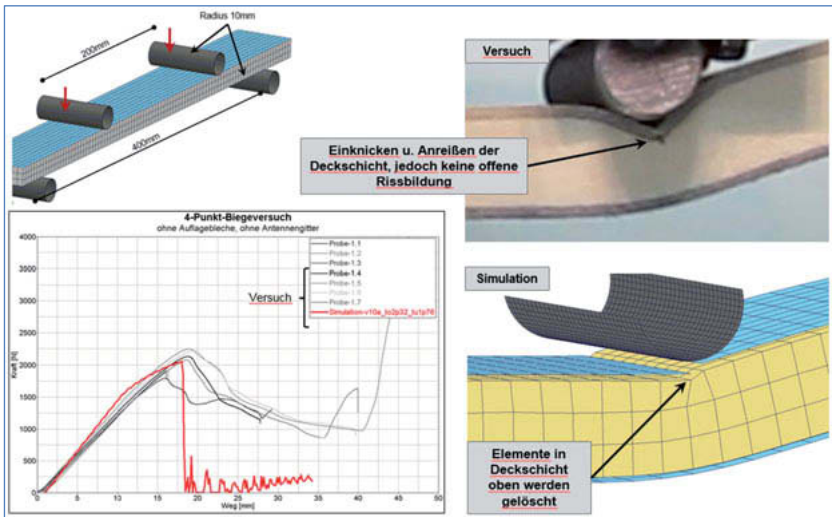 Radius 10mm
200mm
400mm
Versuch
Einknicken u. Anreißen der
Deckschicht, jedoch keine offene
Rissbildung
4-Punkt-Biegeversuch
ohne Auflagebleche, ohne Antennengitter
Kraft [N]
4000
3500
3000
2500
2000
1500
1000
500
0
0
5
10
15
20
25
30
35
40
45
50
Weg [mm]
Versuch
Probe-1.1
Probe-1.2
Probe-1.3
Probe-1.4
Probe-1.5
Probe-1.6
Probe-1.7
Simulation-v10a_to2p32_tu1p76
Simulation
Elemente in
Deckschicht
oben werden
gelöscht